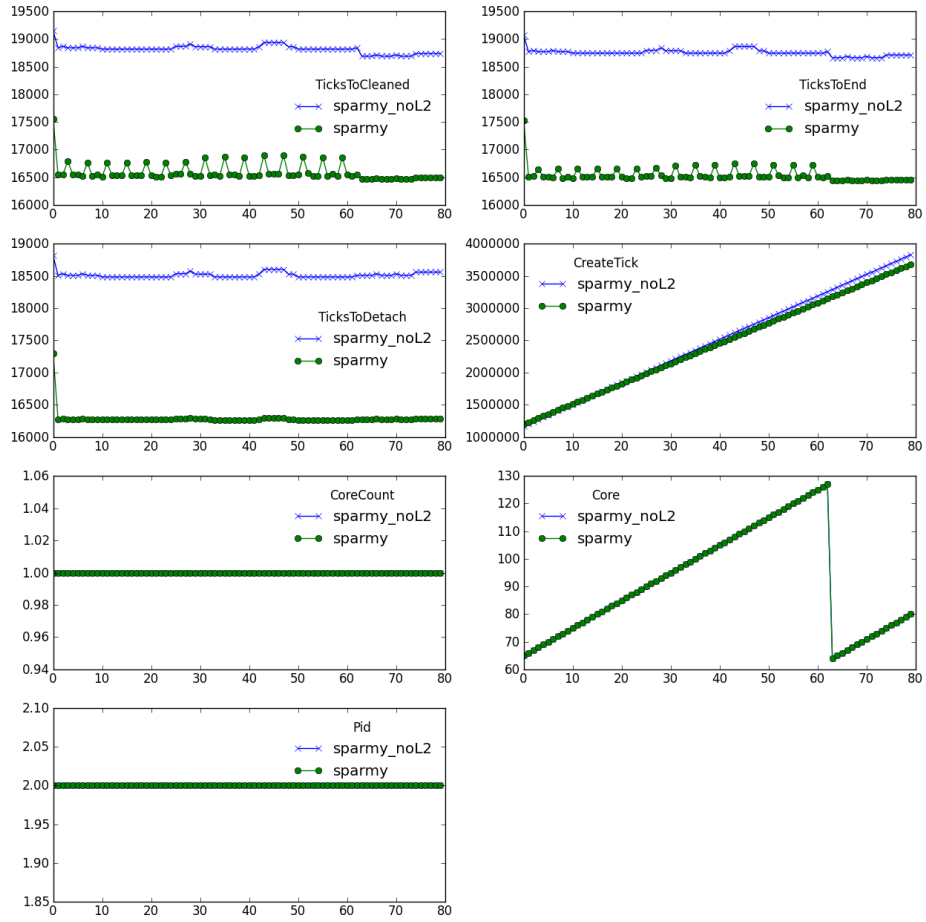 19500
19000
18500
18000
17500
17000
16500
16000
TicksToCleaned
sparmy_noL2
sparmy
0 10 20 30 40 50 60 70 80
19500
19000
18500
18000
17500
17000
16500
16000
TicksToEnd
sparmy_noL2
sparmy
0 10 20 30 40 50 60 70 80
19000
18500
18000
17500
17000
16500
16000
TicksToDetach
sparmy_noL2
sparmy
0 10 20 30 40 50 60 70 80
4000000
3500000
3000000
2500000
2000000
1500000
1000000
CreateTick
sparmy_noL2
sparmy
0 10 20 30 40 50 60 70 80
1.06
1.04
1.02
1.00
0.98
0.96
0.94
CoreCount
sparmy_noL2
sparmy
0 10 20 30 40 50 60 70 80
130
120
110
100
90
80
70
60
Core
sparmy_noL2
sparmy
0 10 20 30 40 50 60 70 80
2.10
2.05
2.00
1.95
1.90
1.85
Pid
sparmy_noL2
sparmy
0 10 20 30 40 50 60 70 80